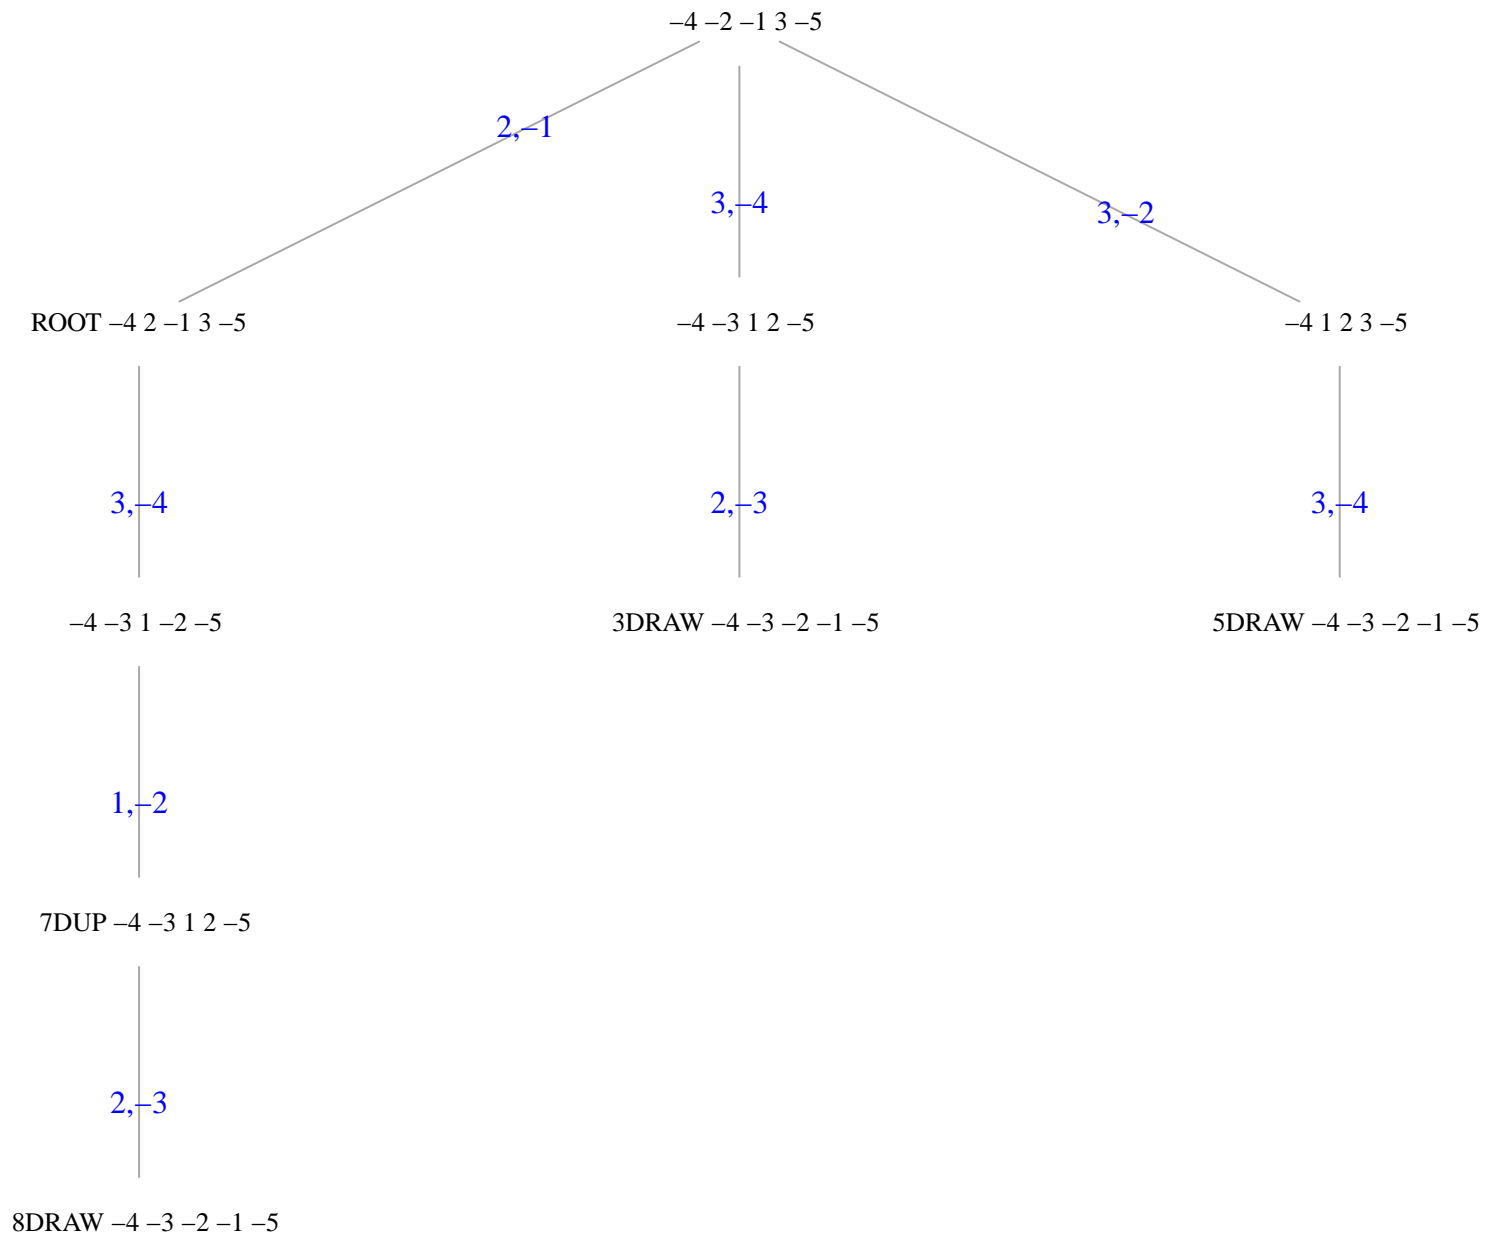 –4 –2 –1 3 –5
2,–1
3,–4
3,–2
ROOT –4 2 –1 3 –5
–4 –3 1 2 –5
–4 1 2 3 –5
3,–4
2,–3
3,–4
–4 –3 1 –2 –5
3DRAW –4 –3 –2 –1 –5
5DRAW –4 –3 –2 –1 –5
1,–2
7DUP –4 –3 1 2 –5
2,–3
8DRAW –4 –3 –2 –1 –5